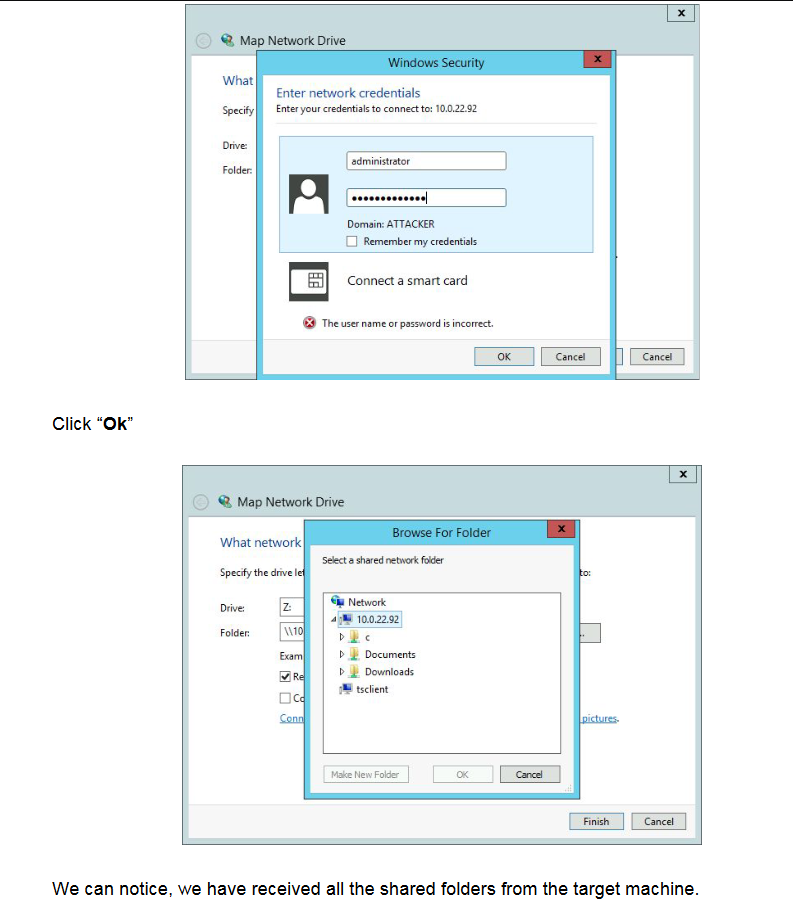 x
Map Network Drive
Windows Security
x
What
Enter network credentials
Specify
Enter your credentials to connect to: 10.0.22.92
Drive:
Folder:
administrator
•••••••••••••
Domain: ATTACKER
Remember my credentials
Connect a smart card
The user name or password is incorrect.
OK
Cancel
Cancel
Click “Ok”
x
Map Network Drive
Browse For Folder
x
What network
Select a shared network folder
Specify the drive let
to:
Drive:
Z:
Folder:
\\10
Exam
Re
Co
Conn
Network
10.0.22.92
c
Documents
Downloads
tsclient
pictures.
Make New Folder
OK
Cancel
Finish
Cancel
We can notice, we have received all the shared folders from the target machine.